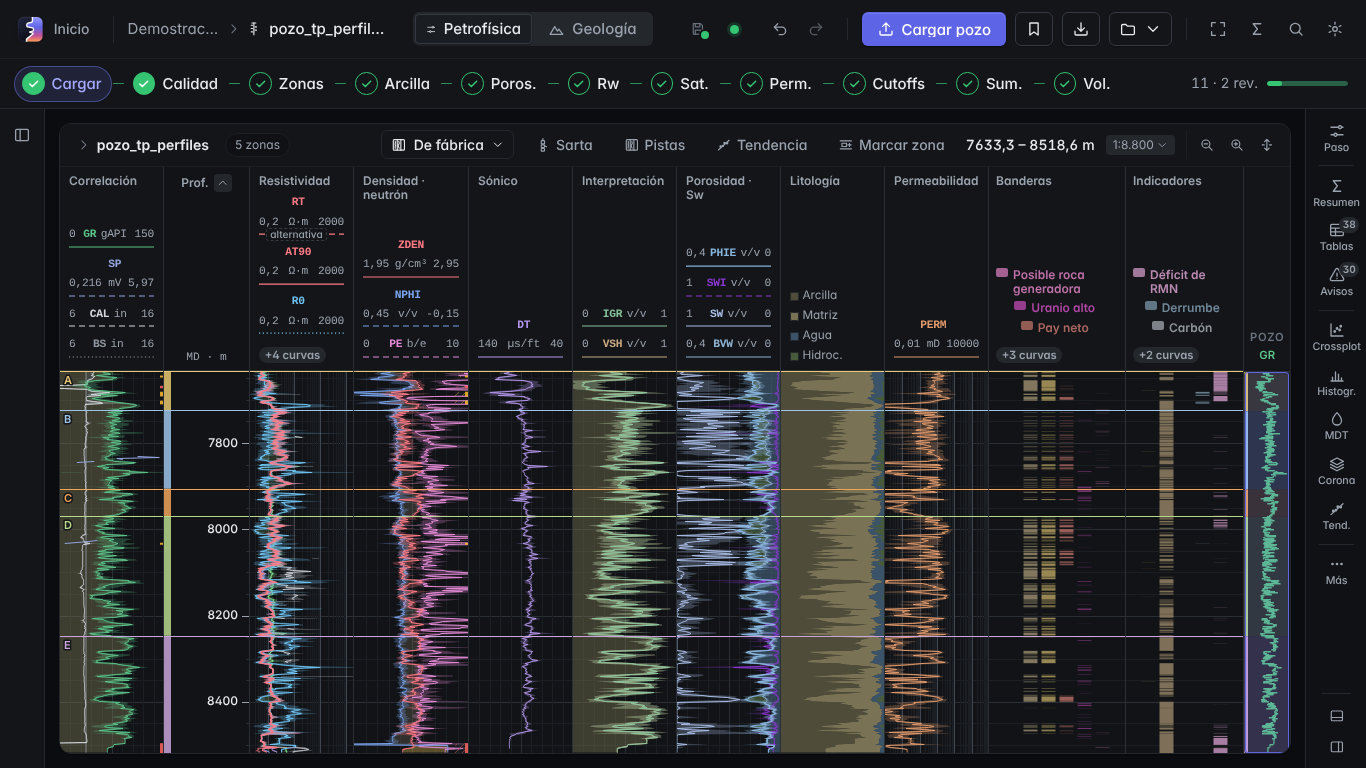 Inicio
Demostrac...
pozo_tp_perfil...
Petrofísica
Geología
Cargar pozo
Cargar
Calidad
Zonas
Arcilla
Poros.
Rw
Sat.
Perm.
Cutoffs
Sum.
Vol.
11 · 2 rev.
pozo_tp_perfiles
5 zonas
De fábrica
Sarta
Pistas
Tendencia
Marcar zona
7633,3 – 8518,6 m
1:8.800
Correlación
0 GR gAPI 150
SP
0,216 mV 5,97
6 CAL in 16
6 BS in 16
Prof.
MD · m
Resistividad
RT
0,2 Ω·m 2000
alternativa
AT90
0,2 Ω·m 2000
R0
0,2 Ω·m 2000
+4 curvas
Densidad ·
neutrón
ZDEN
1,95 g/cm³ 2,95
NPHI
0,45 v/v -0,15
0 PE b/e 10
Sónico
DT
140 µs/ft 40
Interpretación
0 IGR v/v 1
0 VSH v/v 1
Porosidad ·
Sw
0,4 PHIE v/v 0
1 SWI v/v 0
1 SW v/v 0
0,4 BVW v/v 0
Litología
Arcilla
Matriz
Agua
Hidroc.
Permeabilidad
PERM
0,01 mD 10000
Banderas
Posible roca
generadora
Uranio alto
Pay neto
+3 curvas
Indicadores
Déficit de
RMN
Derrumbe
Carbón
+2 curvas
POZO
GR
A
B
C
D
E
7800
8000
8200
8400
Paso
Resumen
38
Tablas
30
Avisos
Crossplot
Histogr.
MDT
Corona
Tend.
Más